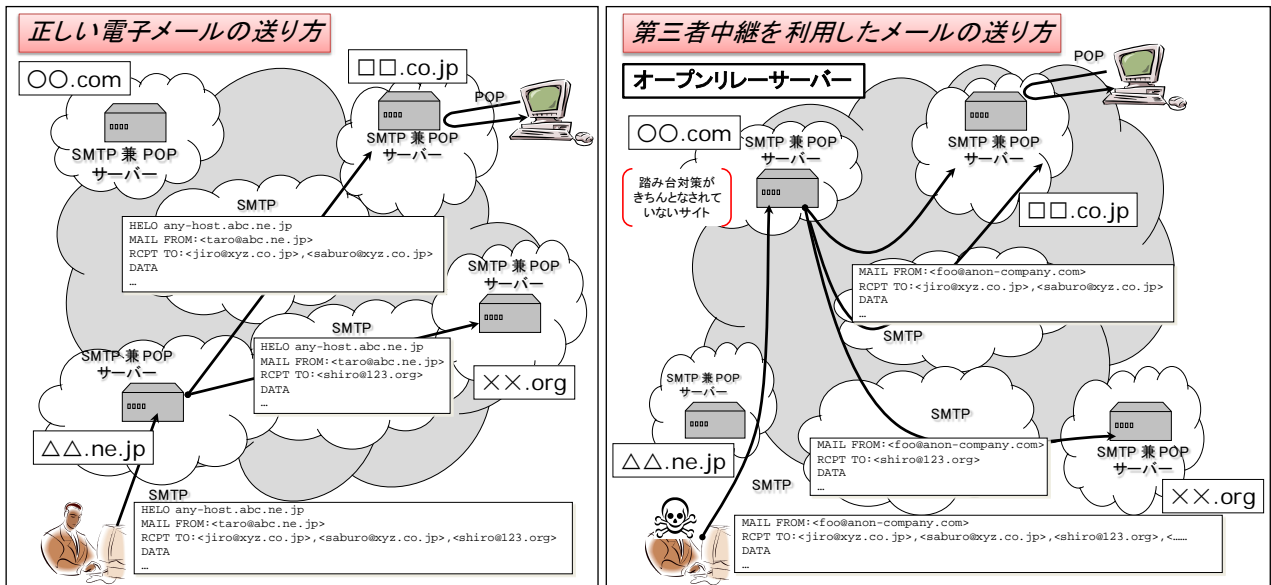 正しい電子メールの送り方
○○.com
SMTP 兼 POP
サーバー
□□.co.jp
POP
SMTP 兼 POP
サーバー
SMTP
HELO any-host.abc.ne.jp
MAIL FROM:<taro@abc.ne.jp>
RCPT TO:<jiro@xyz.co.jp>,<saburo@xyz.co.jp>
DATA
…
SMTP 兼 POP
サーバー
××.org
SMTP
HELO any-host.abc.ne.jp
MAIL FROM:<taro@abc.ne.jp>
RCPT TO:<shiro@123.org>
DATA
…
SMTP 兼 POP
サーバー
△△.ne.jp
SMTP
HELO any-host.abc.ne.jp
MAIL FROM:<taro@abc.ne.jp>
RCPT TO:<jiro@xyz.co.jp>,<saburo@xyz.co.jp>,<shiro@123.org>
DATA
…
第三者中継を利用したメールの送り方
オープンリレーサーバー
○○.com
SMTP 兼 POP
サーバー
踏み台対策が
きちんとなされて
いないサイト
POP
SMTP 兼 POP
サーバー
□□.co.jp
MAIL FROM:<foo@anon-company.com>
RCPT TO:<jiro@xyz.co.jp>,<saburo@xyz.co.jp>
DATA
…
SMTP
SMTP 兼 POP
サーバー
△△.ne.jp
SMTP
MAIL FROM:<foo@anon-company.com>
RCPT TO:<shiro@123.org>
DATA
…
SMTP 兼 POP
サーバー
××.org
SMTP
MAIL FROM:<foo@anon-company.com>
RCPT TO:<jiro@xyz.co.jp>,<saburo@xyz.co.jp>,<shiro@123.org>,<……
DATA
…